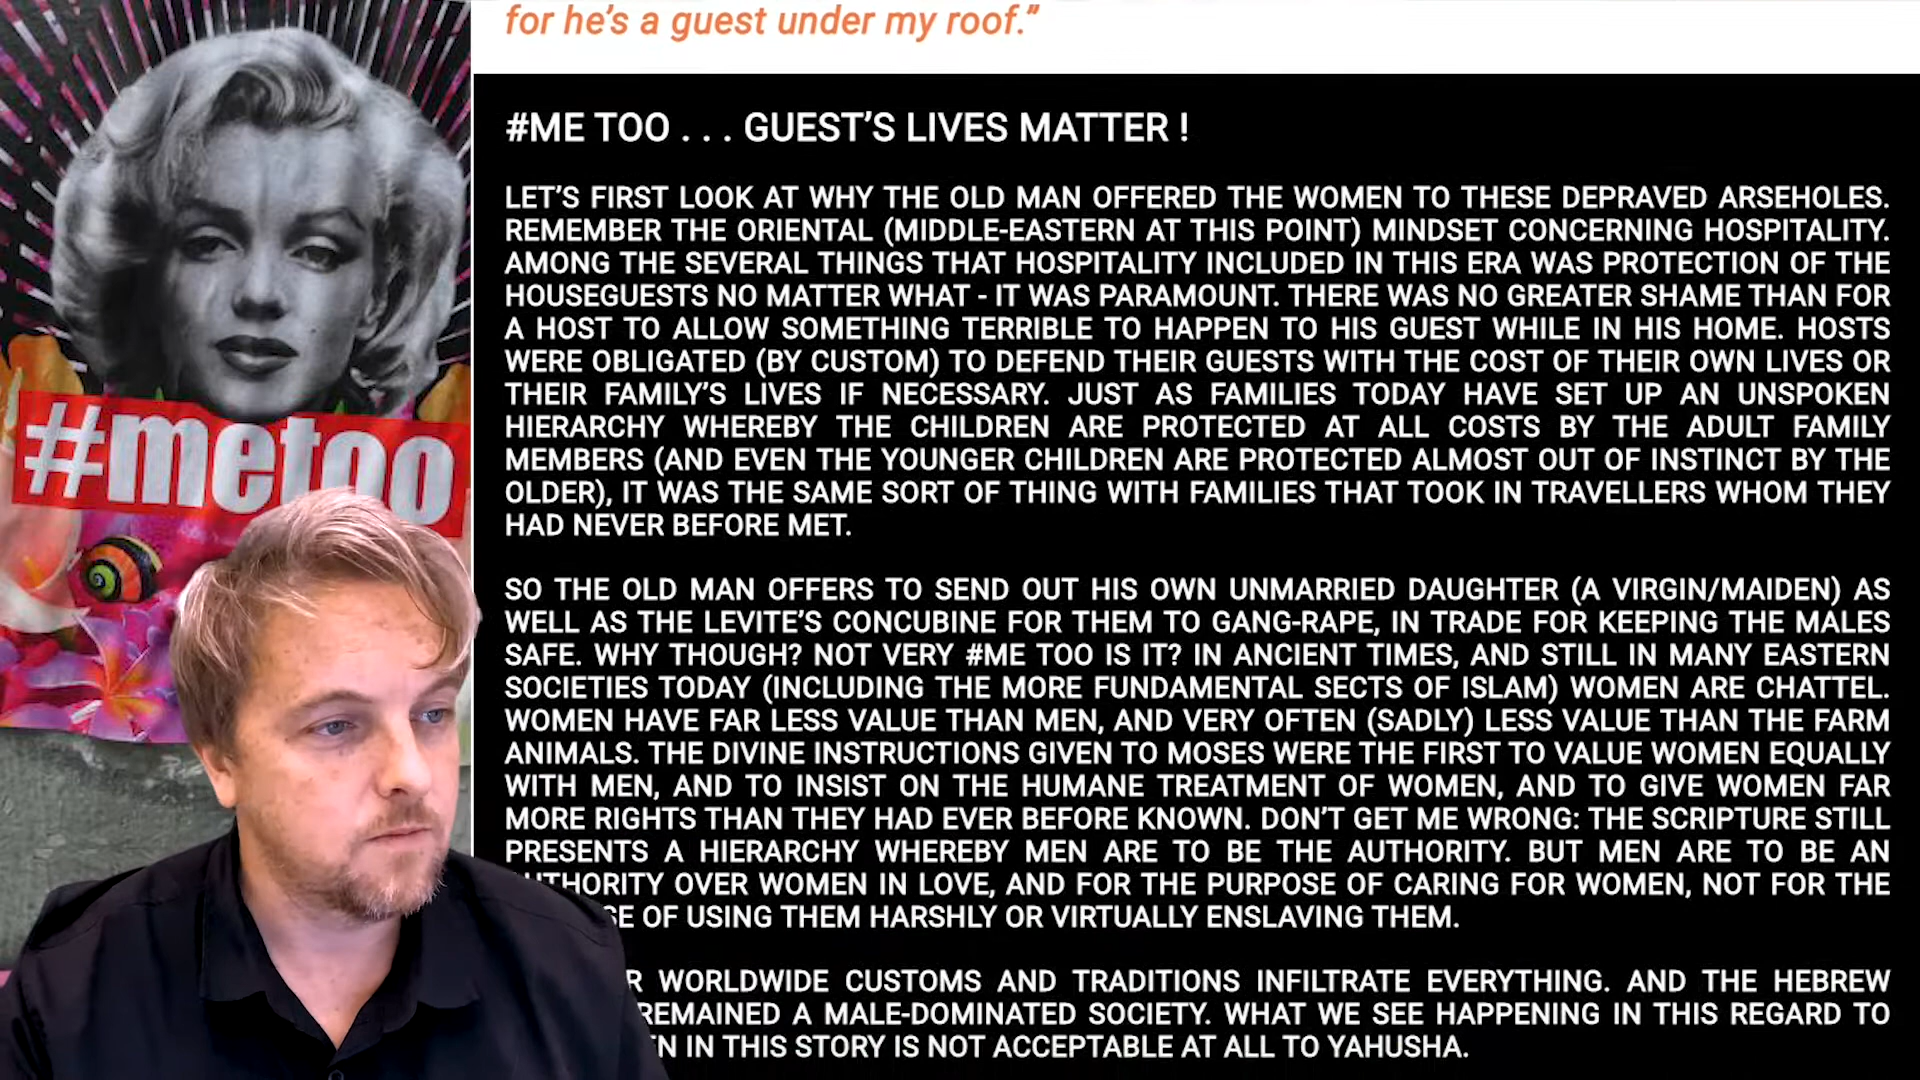 for he's a guest under my roof.”
#metoo
#ME TOO . . . GUEST'S LIVES MATTER !
LET'S FIRST LOOK AT WHY THE OLD MAN OFFERED THE WOMEN TO THESE DEPRAVED ARSEHOLES.
REMEMBER THE ORIENTAL (MIDDLE-EASTERN AT THIS POINT) MINDSET CONCERNING HOSPITALITY.
AMONG THE SEVERAL THINGS THAT HOSPITALITY INCLUDED IN THIS ERA WAS PROTECTION OF THE
HOUSEGUESTS NO MATTER WHAT - IT WAS PARAMOUNT. THERE WAS NO GREATER SHAME THAN FOR
A HOST TO ALLOW SOMETHING TERRIBLE TO HAPPEN TO HIS GUEST WHILE IN HIS HOME. HOSTS
WERE OBLIGATED (BY CUSTOM) TO DEFEND THEIR GUESTS WITH THE COST OF THEIR OWN LIVES OR
THEIR FAMILY'S LIVES IF NECESSARY. JUST AS FAMILIES TODAY HAVE SET UP AN UNSPOKEN
HIERARCHY WHEREBY THE CHILDREN ARE PROTECTED AT ALL COSTS BY THE ADULT FAMILY
MEMBERS (AND EVEN THE YOUNGER CHILDREN ARE PROTECTED ALMOST OUT OF INSTINCT BY THE
OLDER), IT WAS THE SAME SORT OF THING WITH FAMILIES THAT TOOK IN TRAVELLERS WHOM THEY
HAD NEVER BEFORE MET.
SO THE OLD MAN OFFERS TO SEND OUT HIS OWN UNMARRIED DAUGHTER (A VIRGIN/MAIDEN) AS
WELL AS THE LEVITE'S CONCUBINE FOR THEM TO GANG-RAPE, IN TRADE FOR KEEPING THE MALES
SAFE. WHY THOUGH? NOT VERY #ME TOO IS IT? IN ANCIENT TIMES, AND STILL IN MANY EASTERN
SOCIETIES TODAY (INCLUDING THE MORE FUNDAMENTAL SECTS OF ISLAM) WOMEN ARE CHATTEL.
WOMEN HAVE FAR LESS VALUE THAN MEN, AND VERY OFTEN (SADLY) LESS VALUE THAN THE FARM
ANIMALS. THE DIVINE INSTRUCTIONS GIVEN TO MOSES WERE THE FIRST TO VALUE WOMEN EQUALLY
WITH MEN, AND TO INSIST ON THE HUMANE TREATMENT OF WOMEN, AND TO GIVE WOMEN FAR
MORE RIGHTS THAN THEY HAD EVER BEFORE KNOWN. DON'T GET ME WRONG: THE SCRIPTURE STILL
PRESENTS A HIERARCHY WHEREBY MEN ARE TO BE THE AUTHORITY. BUT MEN ARE TO BE AN
AUTHORITY OVER WOMEN IN LOVE, AND FOR THE PURPOSE OF CARING FOR WOMEN, NOT FOR THE
OF USING THEM HARSHLY OR VIRTUALLY ENSLAVING THEM.
WORLDWIDE CUSTOMS AND TRADITIONS INFILTRATE EVERYTHING. AND THE HEBREW
REMAINED A MALE-DOMINATED SOCIETY. WHAT WE SEE HAPPENING IN THIS REGARD TO
IN THIS STORY IS NOT ACCEPTABLE AT ALL TO YAHUSHA.